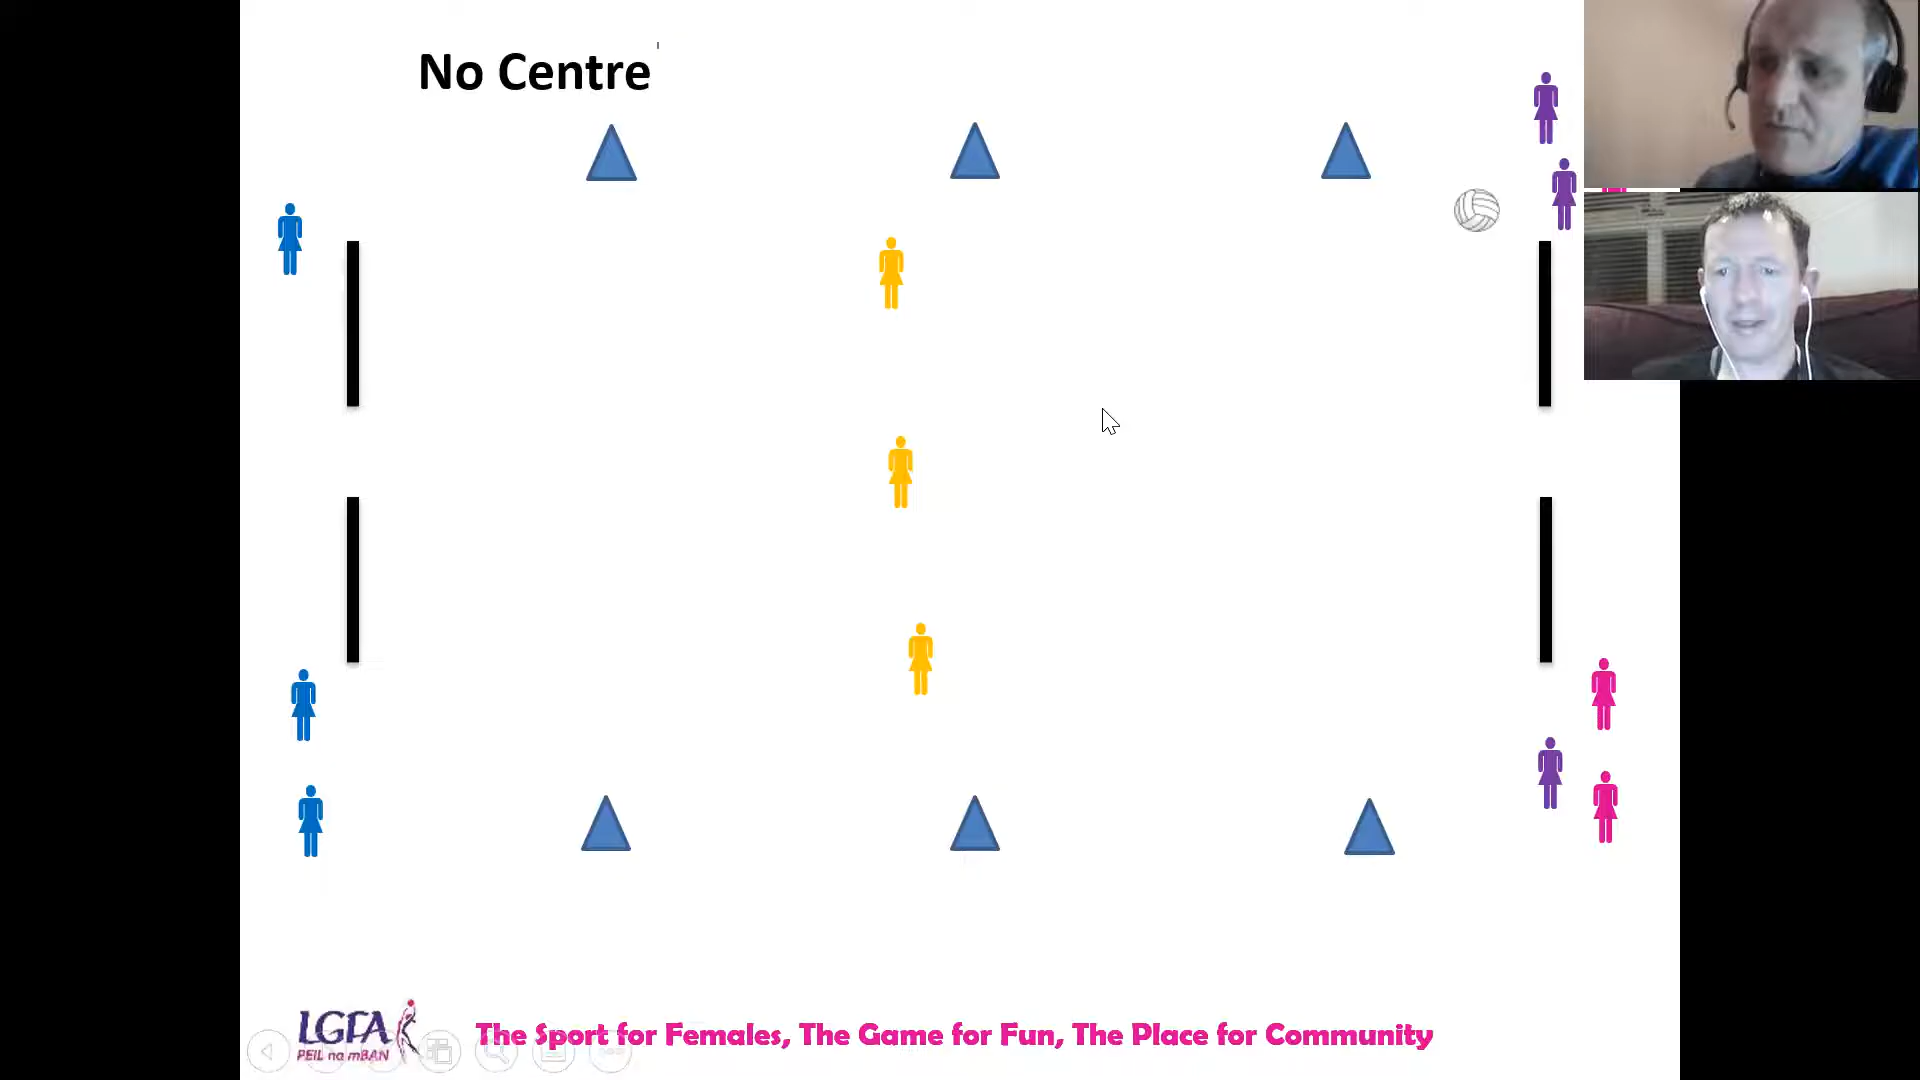 No Centre
LGFA
PEIL na mBAN
The Sport for Females, The Game for Fun, The Place for Community